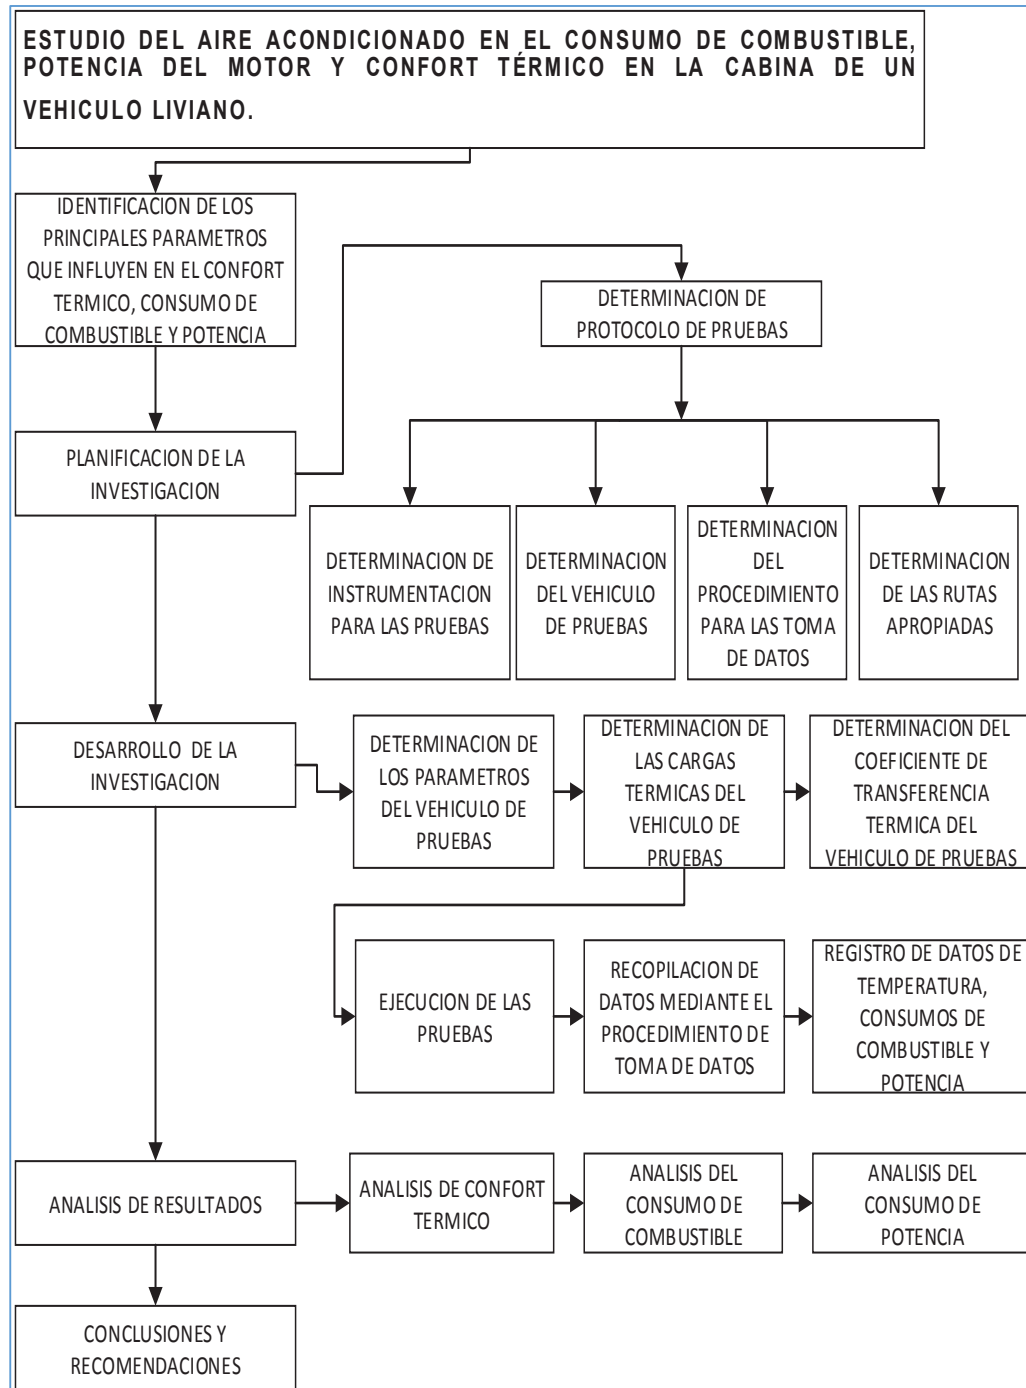 ESTUDIO DEL AIRE ACONDICIONADO EN EL CONSUMO DE COMBUSTIBLE,
POTENCIA DEL MOTOR Y CONFORT TÉRMICO EN LA CABINA DE UN
VEHICULO LIVIANO.
IDENTIFICACION DE LOS
PRINCIPALES PARAMETROS
QUE INFLUYEN EN EL CONFORT
TERMICO, CONSUMO DE
COMBUSTIBLE Y POTENCIA
DETERMINACION DE
PROTOCOLO DE PRUEBAS
PLANIFICACION DE LA
INVESTIGACION
DETERMINACION DE
INSTRUMENTACION
PARA LAS PRUEBAS
DETERMINACION
DEL VEHICULO
DE PRUEBAS
DETERMINACION
DEL
PROCEDIMIENTO
PARA LAS TOMA
DE DATOS
DETERMINACION
DE LAS RUTAS
APROPIADAS
DESARROLLO DE LA
INVESTIGACION
DETERMINACION DE
LOS PARAMETROS
DEL VEHICULO DE
PRUEBAS
DETERMINACION DE
LAS CARGAS
TERMICAS DEL
VEHICULO DE
PRUEBAS
DETERMINACION DEL
COEFICIENTE DE
TRANSFERENCIA
TERMICA DEL
VEHICULO DE PRUEBAS
EJECUCION DE LAS
PRUEBAS
RECOPILACION DE
DATOS MEDIANTE EL
PROCEDIMIENTO DE
TOMA DE DATOS
REGISTRO DE DATOS DE
TEMPERATURA,
CONSUMOS DE
COMBUSTIBLE Y
POTENCIA
ANALISIS DE RESULTADOS
ANALISIS DE CONFORT
TERMICO
ANALISIS DEL
CONSUMO DE
COMBUSTIBLE
ANALISIS DEL
CONSUMO DE
POTENCIA
CONCLUSIONES Y
RECOMENDACIONES